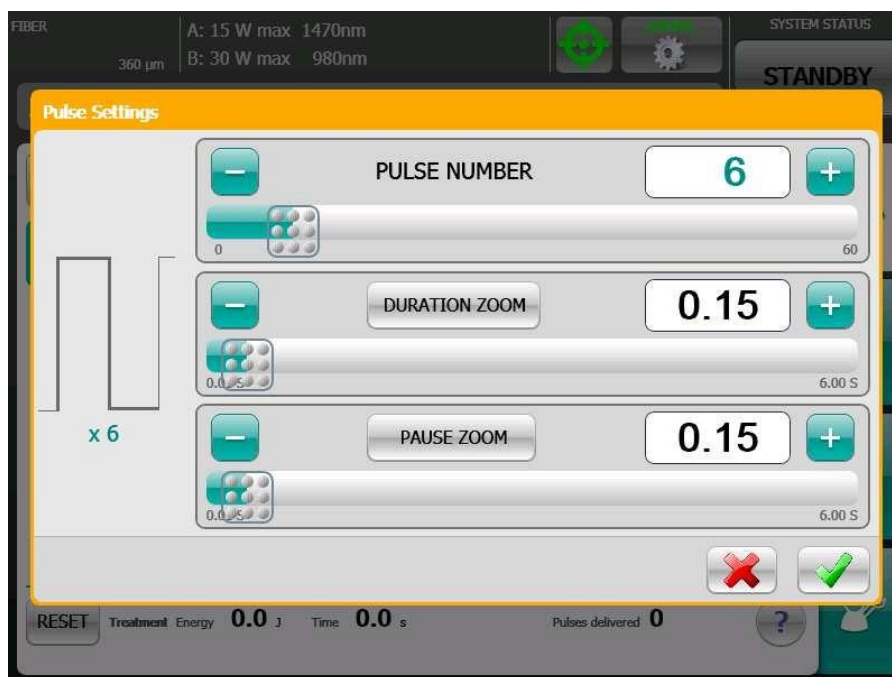 FIBER
360 µm
A: 15 W max 1470nm
B: 30 W max 980nm
SYSTEM STATUS
STANDBY
Pulse Settings
PULSE NUMBER
6
0
60
DURATION ZOOM
0.15
6.00 S
x 6
PAUSE ZOOM
0.15
6.00 S
RESET
Treatment Energy 0.0 J Time 0.0 s
Pulses delivered 0
?